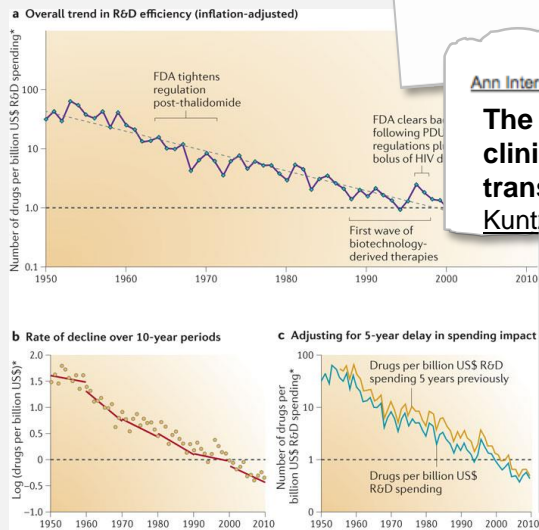 a Overall trend in R&D efficiency (inflation-adjusted)
Number of drugs per billion US$ R&D spending*
100
10
1.0
0.1
FDA tightens
regulation
post-thalidomide
FDA clears ba
following PDU
regulations pl
bolus of HIV d
First wave of
biotechnology-
derived therapies
1950
1960
1970
1980
1990
2000
2010
Ann Inter
The
clini
trans
Kunt
b Rate of decline over 10-year periods
Log (drugs per billion US$)*
2.0
1.5
1.0
0.5
0
–0.5
–1.0
1950 1960 1970 1980 1990 2000 2010
c Adjusting for 5-year delay in spending impact
Number of drugs per
billion US$ R&D spending*
100
10
1
0
Drugs per billion US$ R&D
spending 5 years previously
Drugs per billion US$
R&D spending
1950 1960 1970 1980 1990 2000 2010